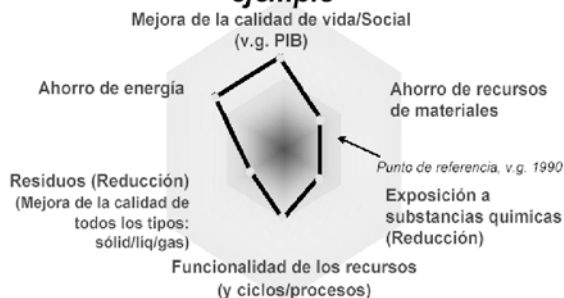 ejemplo
Mejora de la calidad de vida/Social
(v.g. PIB)
Ahorro de energía
Ahorro de recursos
de materiales
Punto de referencia, v.g. 1990
Residuos (Reducción)
(Mejora de la calidad de
todos los tipos:
sólid/líq/gas)
Exposición a
substancias quimicas
(Reducción)
Funcionalidad de los recursos
(y ciclos/procesos)